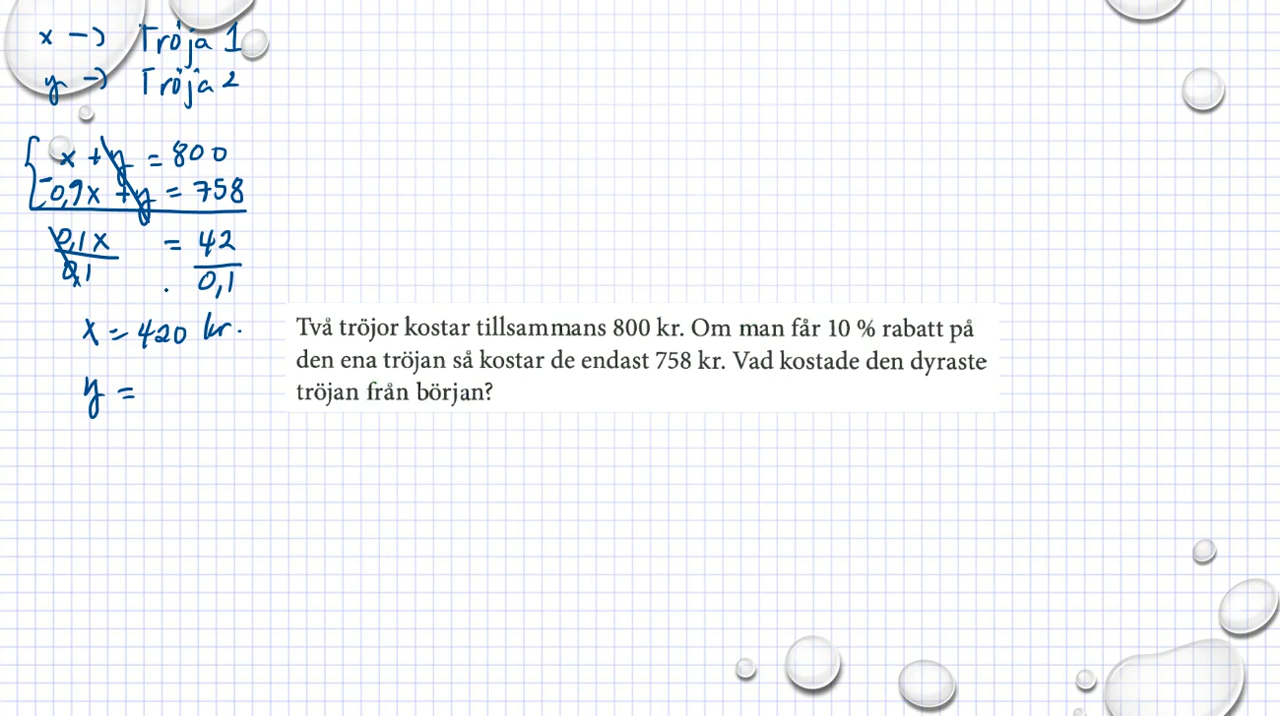 x → Tröja 1
y → Tröja 2
x + y = 800
-0,9x + y = 758
0,1x = 42
0,1 0,1
x = 420 kr.
y =
Två tröjor kostar tillsammans 800 kr. Om man får 10 % rabatt på
den ena tröjan så kostar de endast 758 kr. Vad kostade den dyraste
tröjan från början?